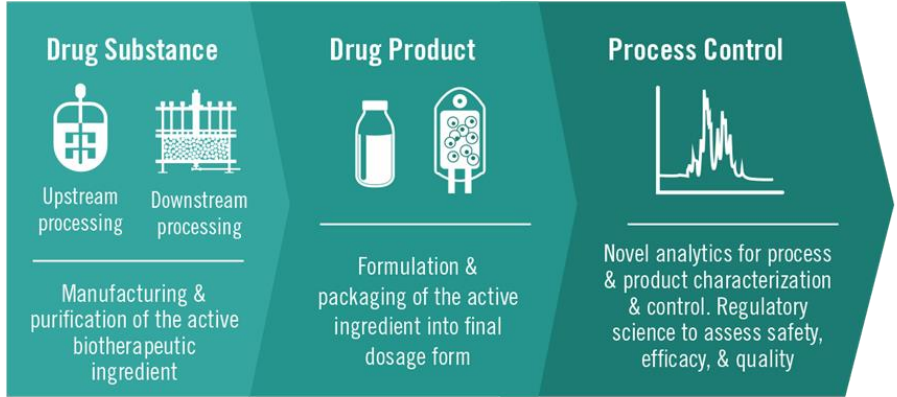 Drug Substance
Upstream
processing
Downstream
processing
Manufacturing &
purification of the active
biotherapeutic
ingredient
Drug Product
Formulation &
packaging of the active
ingredient into final
dosage form
Process Control
Novel analytics for process
& product characterization
& control. Regulatory
science to assess safety,
efficacy, & quality